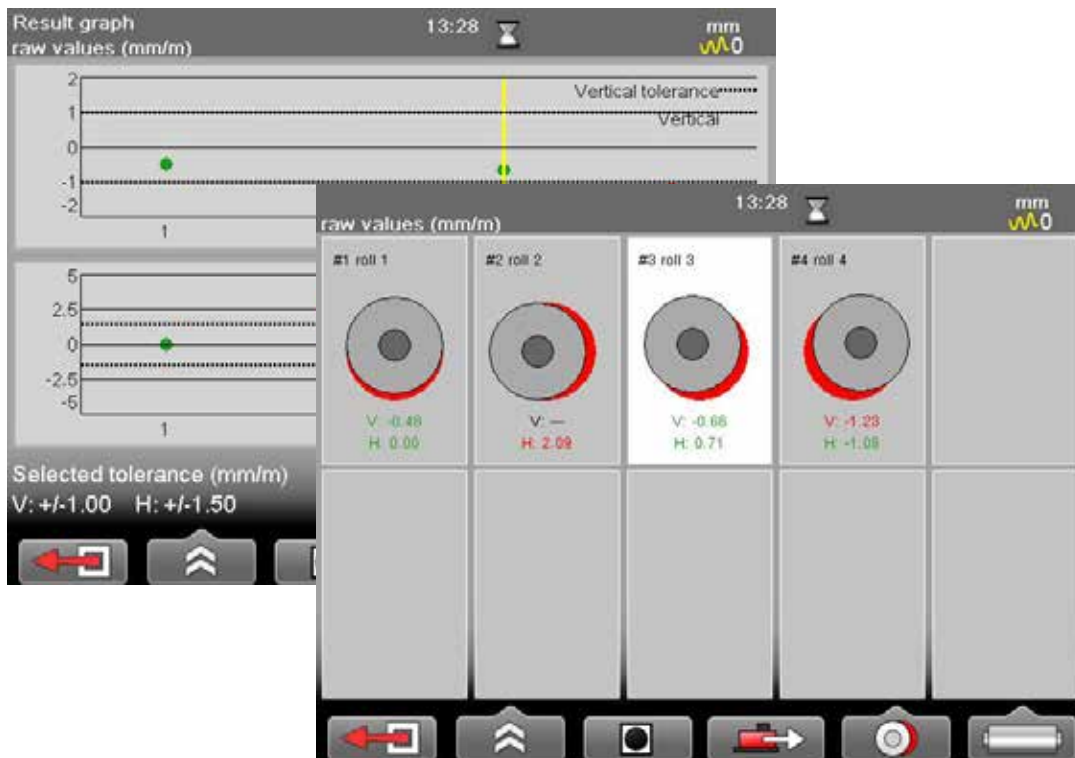 Result graph
raw values (mm/m)
13:28
mm
0
2
1
0
-1
-2
Vertical tolerance
Vertical
1
5
2.5
0
-2.5
-5
1
Selected tolerance (mm/m)
V: +/-1.00 H: +/-1.50
raw values (mm/m)
13:28
mm
0
#1 roll 1
#2 roll 2
#3 roll 3
#4 roll 4
V: -0.48
H: 0.00
V: ---
H: 2.09
V: -0.68
H: 0.71
V: -1.23
H: -1.09